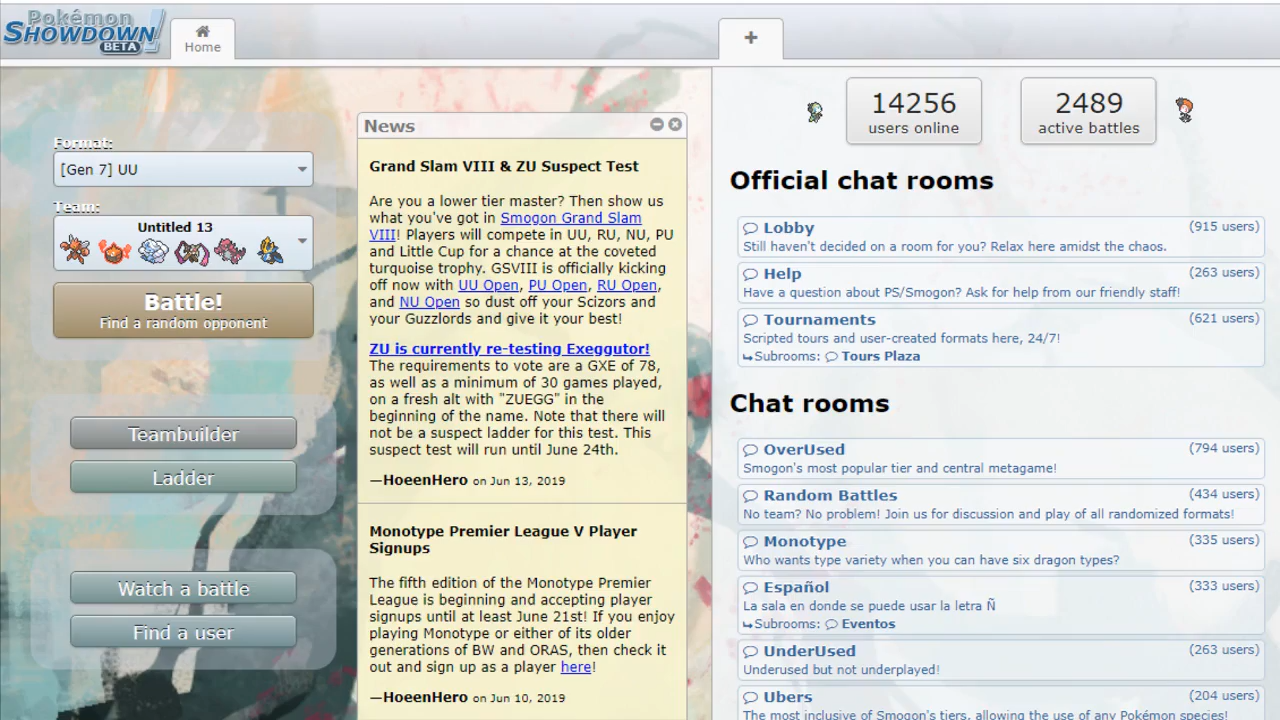 Pokémon
SHOWDOWN!
BETA
Home
+
Format:
[Gen 7] UU
Team:
Untitled 13
Battle!
Find a random opponent
Teambuilder
Ladder
Watch a battle
Find a user
News
Grand Slam VIII & ZU Suspect Test
Are you a lower tier master? Then show us
what you've got in Smogon Grand Slam
VIII! Players will compete in UU, RU, NU, PU
and Little Cup for a chance at the coveted
turquoise trophy. GSVIII is officially kicking
off now with UU Open, PU Open, RU Open,
and NU Open so dust off your Scizors and
your Guzzlords and give it your best!
ZU is currently re-testing Exeggutor!
The requirements to vote are a GXE of 78,
as well as a minimum of 30 games played,
on a fresh alt with "ZUEGG" in the
beginning of the name. Note that there will
not be a suspect ladder for this test. This
suspect test will run until June 24th.
—HoeenHero on Jun 13, 2019
Monotype Premier League V Player
Signups
The fifth edition of the Monotype Premier
League is beginning and accepting player
signups until at least June 21st! If you enjoy
playing Monotype or either of its older
generations of BW and ORAS, then check it
out and sign up as a player here!
—HoeenHero on Jun 10, 2019
14256
users online
2489
active battles
Official chat rooms
Lobby (915 users)
Still haven't decided on a room for you? Relax here amidst the chaos.
Help (263 users)
Have a question about PS/Smogon? Ask for help from our friendly staff!
Tournaments (621 users)
Scripted tours and user-created formats here, 24/7!
↳Subrooms: Tours Plaza
Chat rooms
OverUsed (794 users)
Smogon's most popular tier and central metagame!
Random Battles (434 users)
No team? No problem! Join us for discussion and play of all randomized formats!
Monotype (335 users)
Who wants type variety when you can have six dragon types?
Español (333 users)
La sala en donde se puede usar la letra Ñ
↳Subrooms: Eventos
UnderUsed (263 users)
Underused but not underplayed!
Ubers (204 users)
The most inclusive of Smogon's tiers, allowing the use of any Pokémon species!